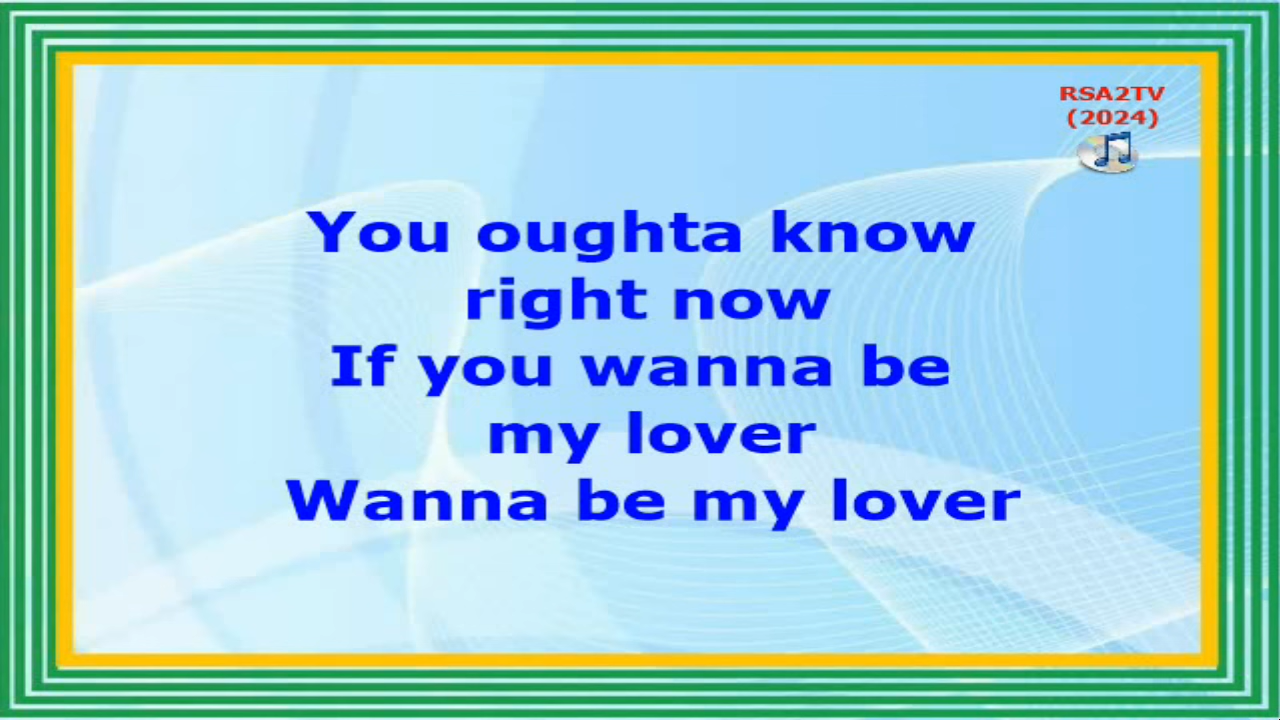 RSA2TV
(2024)
You oughta know
right now
If you wanna be
my lover
Wanna be my lover